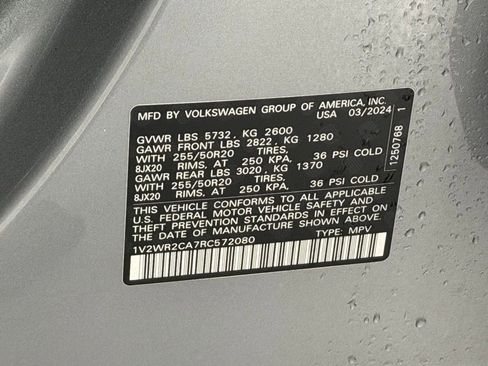 MFD BY VOLKSWAGEN GROUP OF AMERICA, INC.
USA 03/2024
GVWR LBS 5732, KG 2600
GAWR FRONT LBS 2822, KG 1280
WITH 255/50R20 TIRES,
8JX20 RIMS, AT 250 KPA, 36 PSI COLD
GAWR REAR LBS 3020, KG 1370
WITH 255/50R20 TIRES,
8JX20 RIMS, AT 250 KPA, 36 PSI COLD
THIS VEHICLE CONFORMS TO ALL APPLICABLE
U.S. FEDERAL MOTOR VEHICLE SAFETY AND
THEFT PREVENTION STANDARDS IN EFFECT ON
THE DATE OF MANUFACTURE SHOWN ABOVE.
1V2WR2CA7RC572080 TYPE: MPV
1250768 1